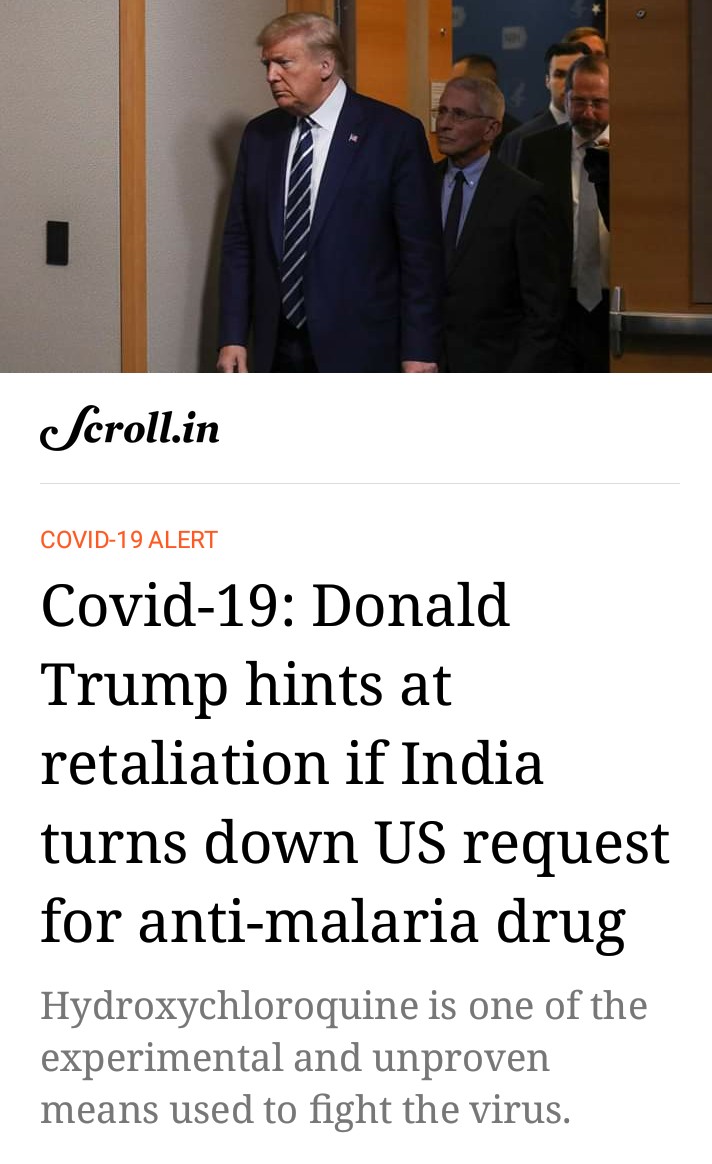 Scroll.in
COVID-19 ALERT
Covid-19: Donald
Trump hints at
retaliation if India
turns down US request
for anti-malaria drug
Hydroxychloroquine is one of the
experimental and unproven
means used to fight the virus.